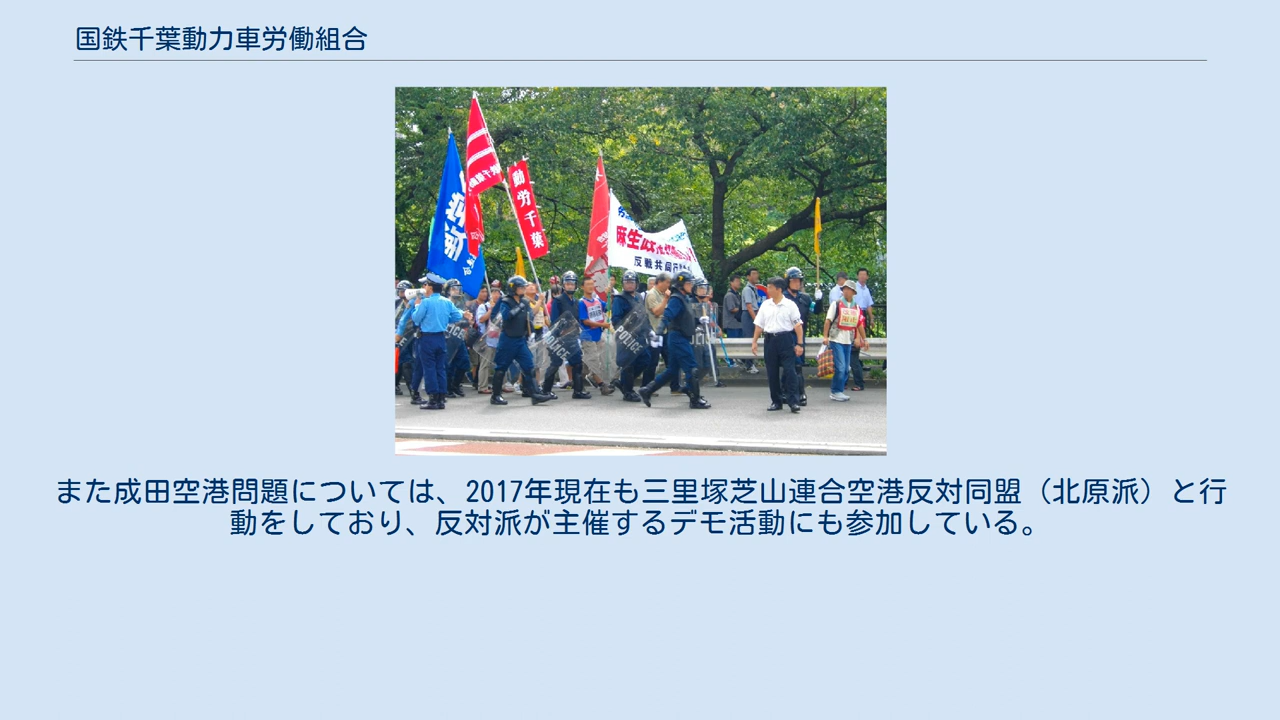 国鉄千葉動力車労働組合
動労千葉
反戦共同行動
POLICE
POLICE
POLICE
また成田空港問題については、2017年現在も三里塚芝山連合空港反対同盟（北原派）と行
動をしており、反対派が主催するデモ活動にも参加している。